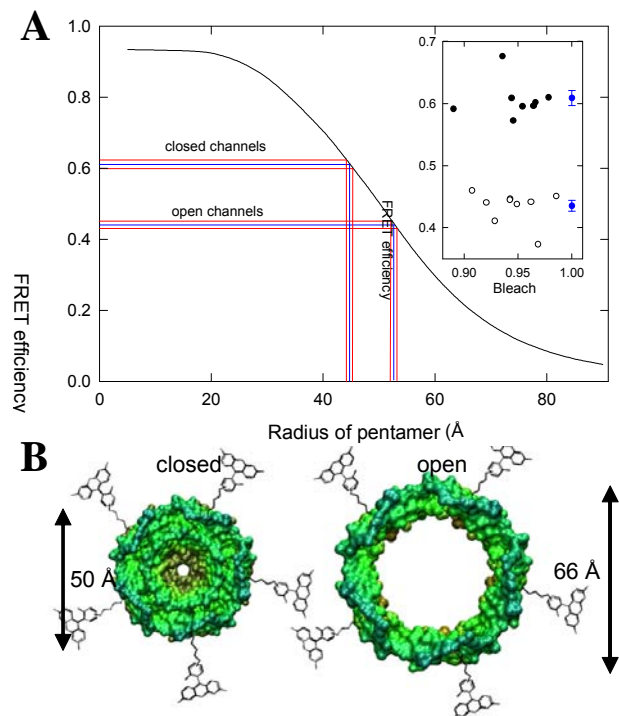 A
1.0
0.8
0.6
0.4
0.2
0.0
FRET efficiency
closed channels
open channels
0
20
40
60
80
Radius of pentamer (Å
0.7
0.6
0.5
0.4
FRET
efficiency
0.90
0.95
1.00
Bleach
B
closed
open
50 Å
66 Å